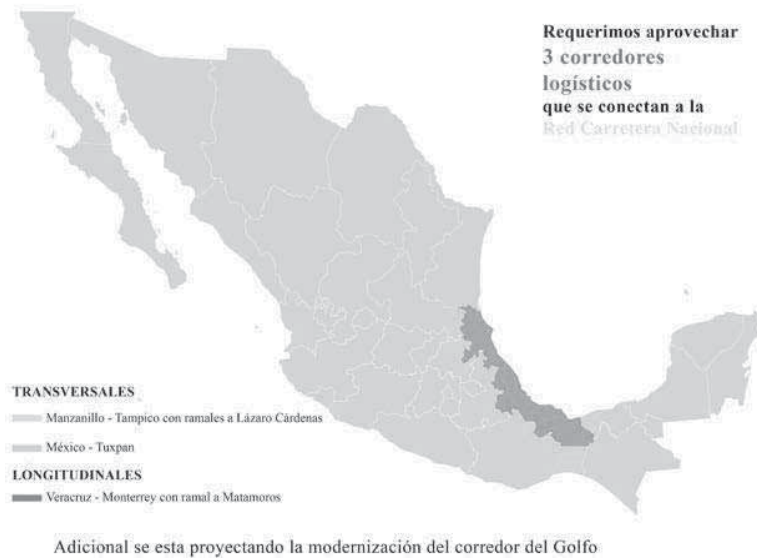 Requerimos aprovechar
3 corredores
logísticos
que se conectan a la
Red Carretera Nacional
TRANSVERSALES
Manzanillo - Tampico con ramales a Lázaro Cárdenas
México - Tuxpan
LONGITUDINALES
Veracruz - Monterrey con ramal a Matamoros
Adicional se esta proyectando la modernización del corredor del Golfo